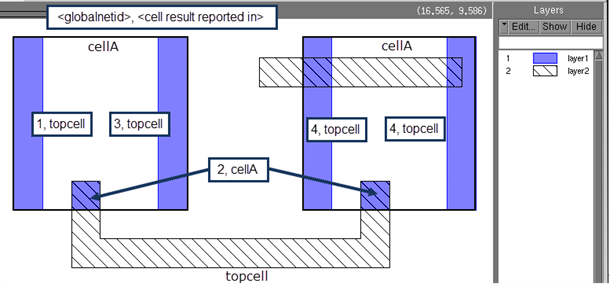 <globalnetid>, <cell result reported in>
(16.565, 9.586)
Layers
Edit... Show Hide
1 layer1
2 layer2
cellA
cellA
1, topcell
3, topcell
4, topcell
4, topcell
2, cellA
topcell